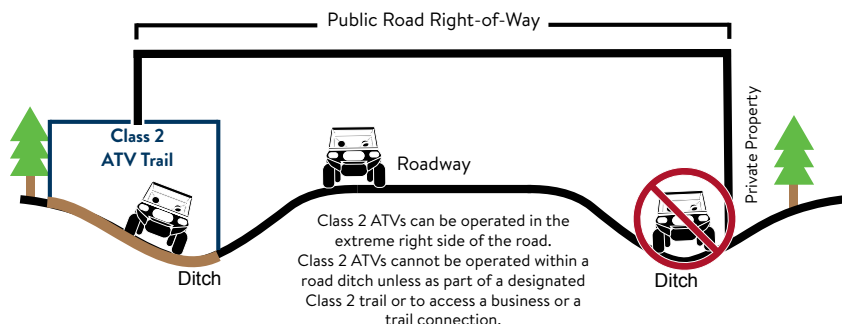 Public Road Right-of-Way
Class 2
ATV Trail
Roadway
Private Property
Class 2 ATVs can be operated in the
extreme right side of the road.
Class 2 ATVs cannot be operated within a
road ditch unless as part of a designated
Class 2 trail or to access a business or a
trail connection.
Ditch
Ditch